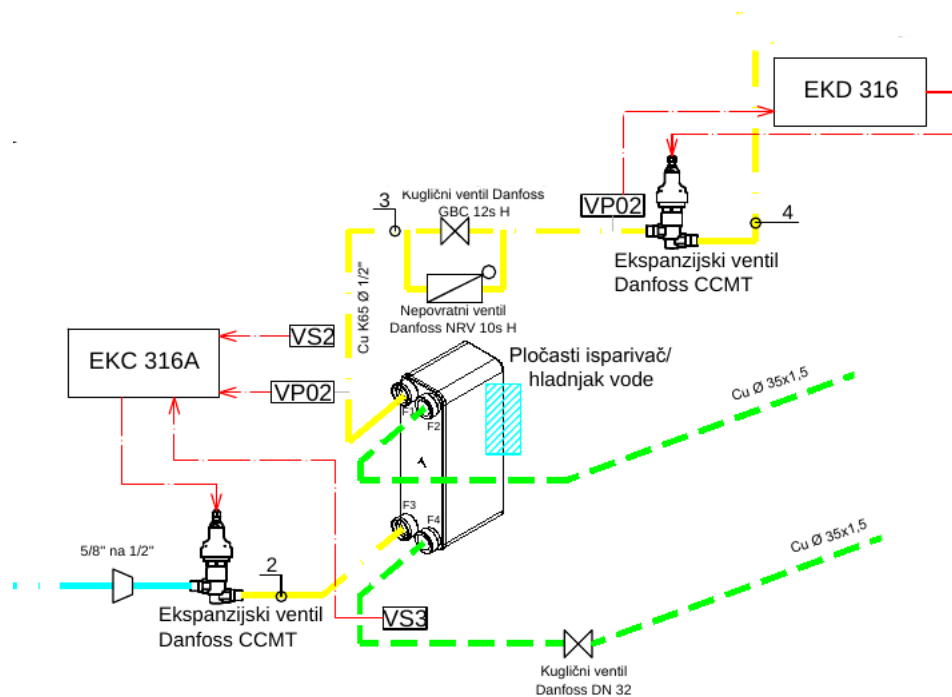 EKD 316
3
Kuglični ventil Danfoss
GBC 12s H
VP02
4
Ekspanzijski ventil
Danfoss CCMT
Cu K65 Ø 1/2"
Nepovratni ventil
Danfoss NRV 10s H
VS2
EKC 316A
Pločasti isparivač/
hladnjak vode
VP02
Cu Ø 35x1,5
F1
F2
F3
F4
5/8" na 1/2"
2
Cu Ø 35x1,5
Ekspanzijski ventil
Danfoss CCMT
VS3
Kuglični ventil
Danfoss DN 32